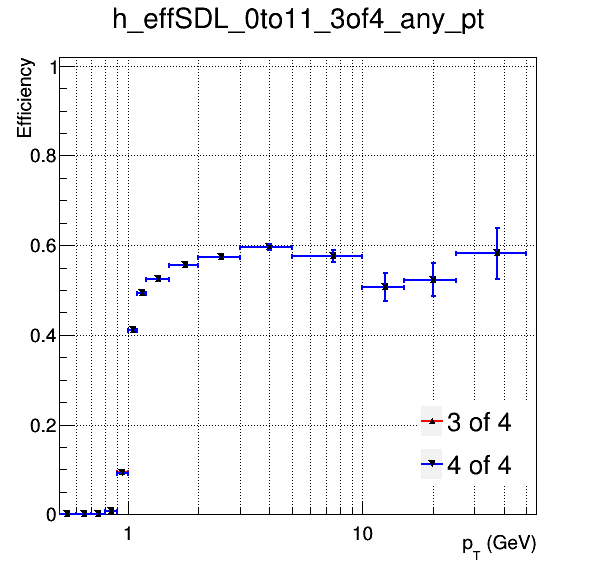 h_effSDL_0to11_3of4_any_pt
Efficiency
1
0.8
0.6
0.4
0.2
0
1
10
p_T (GeV)
3 of 4
4 of 4